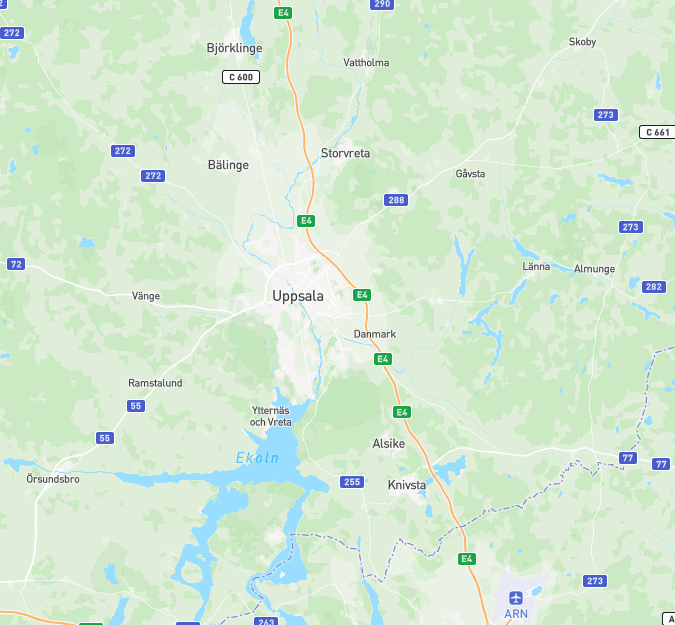 290
E4
272
Björklinge
Skoby
Vattholma
C 600
273
C 661
272
Storvreta
Bälinge
272
Gåvsta
288
E4
273
72
Länna
Almunge
282
Vänge
Uppsala
E4
Danmark
E4
Ramstalund
55
Ytternäs
och Vreta
E4
55
Alsike
Ekoln
77
77
Örsundsbro
255
Knivsta
E4
273
ARN
263